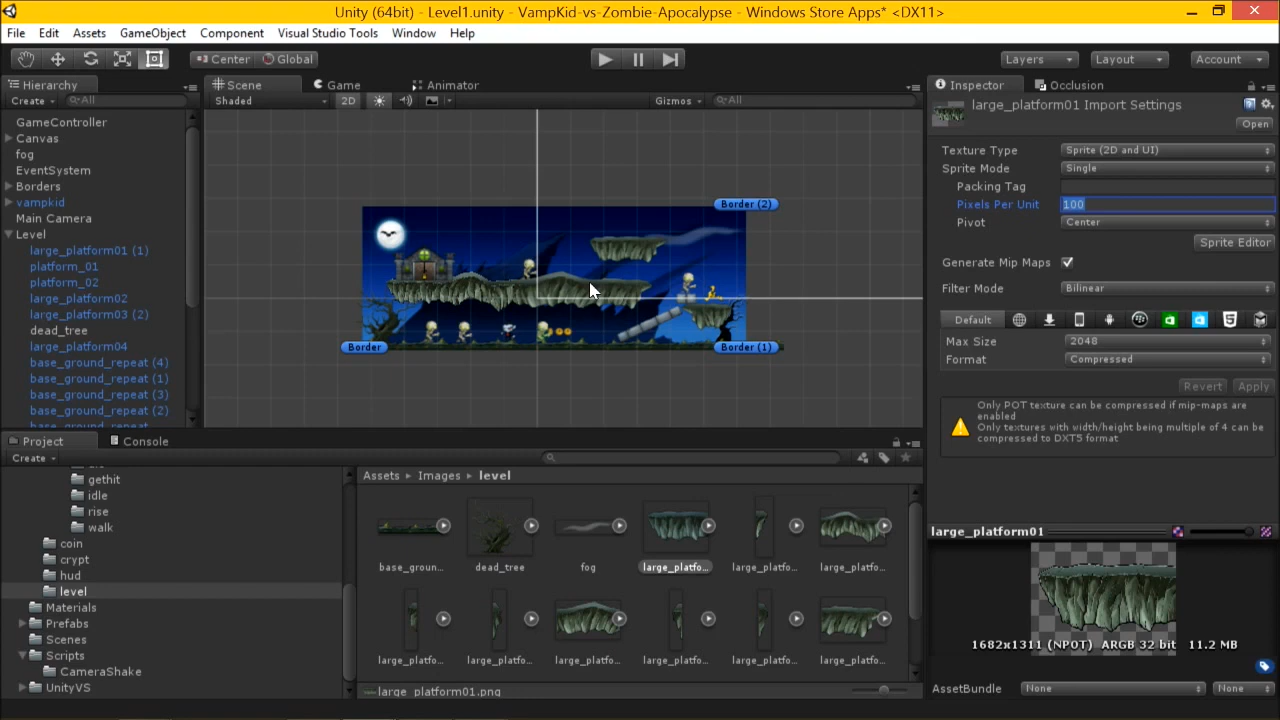 Unity (64bit) - Level1.unity - VampKid-vs-Zombie-Apocalypse - Windows Store Apps* <DX11>
File Edit Assets GameObject Component Visual Studio Tools Window Help
Center Global Layers Layout Account
Hierarchy
Create All
GameController
Canvas
fog
EventSystem
Borders
vampkid
Main Camera
Level
large_platform01 (1)
platform_01
platform_02
large_platform02
large_platform03 (2)
dead_tree
large_platform04
base_ground_repeat (4)
base_ground_repeat (1)
base_ground_repeat (3)
base_ground_repeat (2)
Scene Game Animator
Shaded 2D Gizmos All
Border (2)
Border
Border (1)
Inspector Occlusion
large_platform01 Import Settings
Open
Texture Type Sprite (2D and UI)
Sprite Mode Single
Packing Tag
Pixels Per Unit 100
Pivot Center
Sprite Editor
Generate Mip Maps
Filter Mode Bilinear
Default
Max Size 2048
Format Compressed
Revert Apply
Only POT texture can be compressed if mip-maps are
enabled
Only textures with width/height being multiple of 4 can be
compressed to DXT5 format
large_platform01
1682x1311 (NPOT) ARGB 32 bit 11.2 MB
AssetBundle None None
Project Console
Create
gethit
idle
rise
walk
coin
crypt
hud
level
Materials
Prefabs
Scenes
Scripts
CameraShake
UnityVS
Assets Images level
base_groun... dead_tree fog large_platfo... large_platfo... large_platfo...
large_platfo... large_platfo... large_platfo... large_platfo... large_platfo... large_platfo...
large_platform01.png